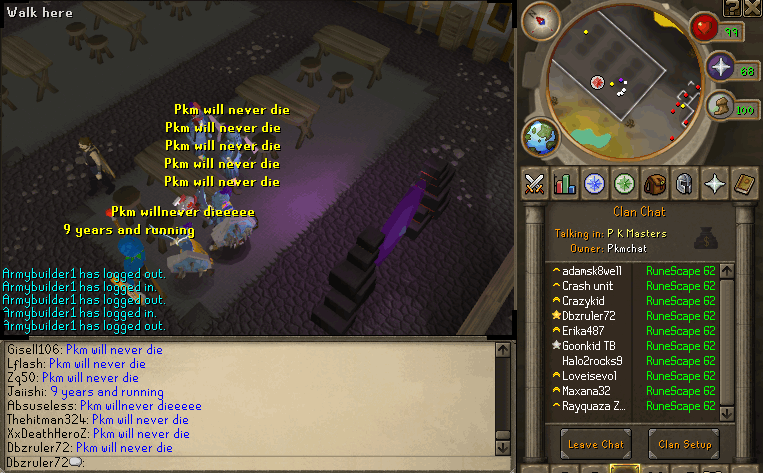 Walk here
Pkm will never die
Pkm will never die
Pkm will never die
Pkm will never die
Pkm will never die
Pkm willnever dieeeee
9 years and running
Armybuilder1 has logged out.
Armybuilder1 has logged in.
Armybuilder1 has logged out.
Armybuilder1 has logged in.
Armybuilder1 has logged out.
Gisell106: Pkm will never die
Lflash: Pkm will never die
Zq50: Pkm will never die
Jaiishi: 9 years and running
Absuseless: Pkm willnever dieeeee
Thehitman324: Pkm will never die
XxDeathHeroZ: Pkm will never die
Dbzruler72: Pkm will never die
Dbzruler72:
?
99
68
100
Clan Chat
Talking in: P K Masters
Owner: Pkmchat
adamsk8well RuneScape 62
Crash unit RuneScape 62
Crazykid RuneScape 62
Dbzruler72 RuneScape 62
Erika487 RuneScape 62
Goonkid TB RuneScape 62
Halo2rocks9 RuneScape 62
Loveisevol RuneScape 62
Maxana32 RuneScape 62
Rayquaza Z... RuneScape 62
Leave Chat
Clan Setup